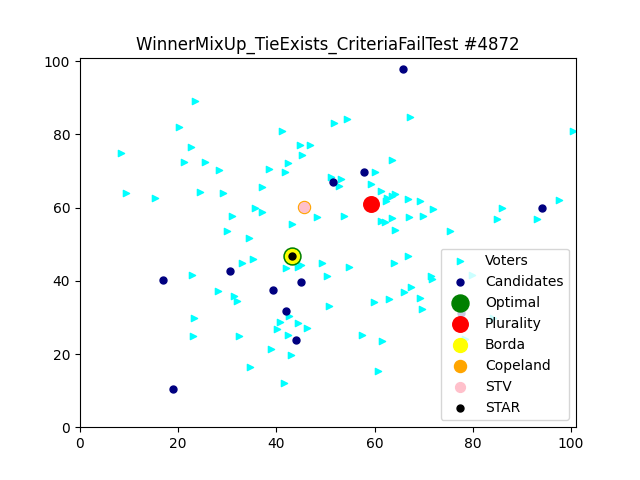 WinnerMixUp_TieExists_CriteriaFailTest #4872
100
80
60
40
20
0
0
20
40
60
80
100
Voters
Candidates
Optimal
Plurality
Borda
Copeland
STV
STAR